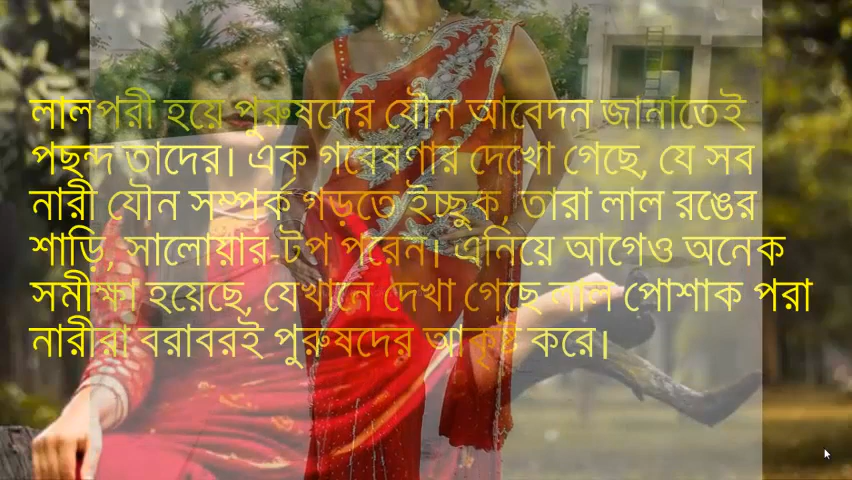 লালপরী হয়ে পুরুষদের যৌন আবেদন জানাতেই
পছন্দ তাদের। এক গবেষণার দেখো গেছে, যে সব
নারী যৌন সম্পর্ক গড়তে ইচ্ছুক, তারা লাল রঙের
শাড়ি, সালোয়ার-টপ পরেন। এনিয়ে আগেও অনেক
সমীক্ষা হয়েছে, যেখানে দেখা গেছে লাল পোশাক পরা
নারীরা বরাবরই পুরুষদের আকৃষ্ট করে।